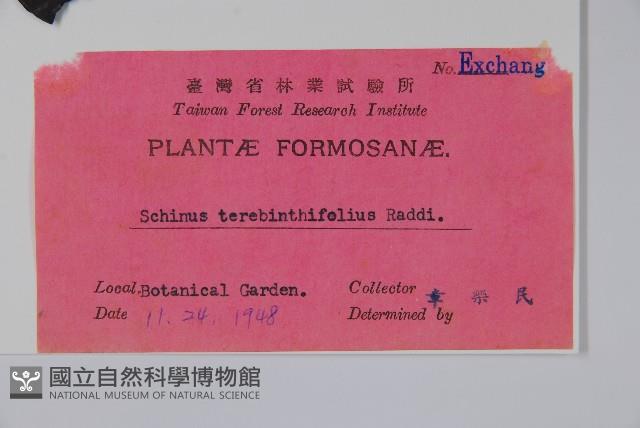 No. Exchang
臺灣省林業試驗所
Taiwan Forest Research Institute
PLANTÆ FORMOSANÆ.
Schinus terebinthifolius Raddi.
Local. Botanical Garden.
Collector 章榮民
Date 11. 24. 1948
Determined by
國立自然科學博物館
NATIONAL MUSEUM OF NATURAL SCIENCE